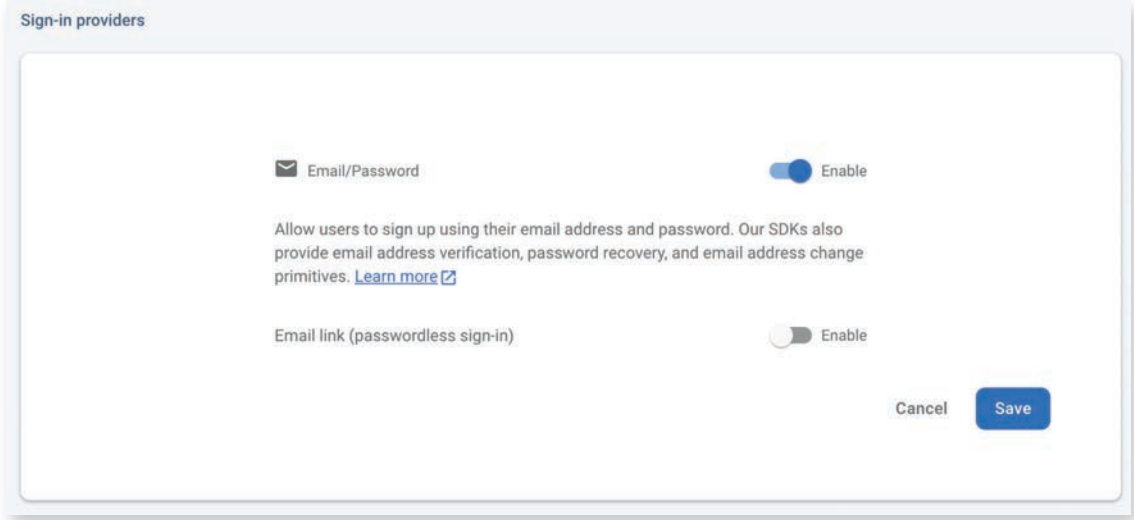 Sign-in providers
Email/Password
Enable
Allow users to sign up using their email address and password. Our SDKs also
provide email address verification, password recovery, and email address change
primitives. Learn more
Email link (passwordless sign-in)
Enable
Cancel
Save